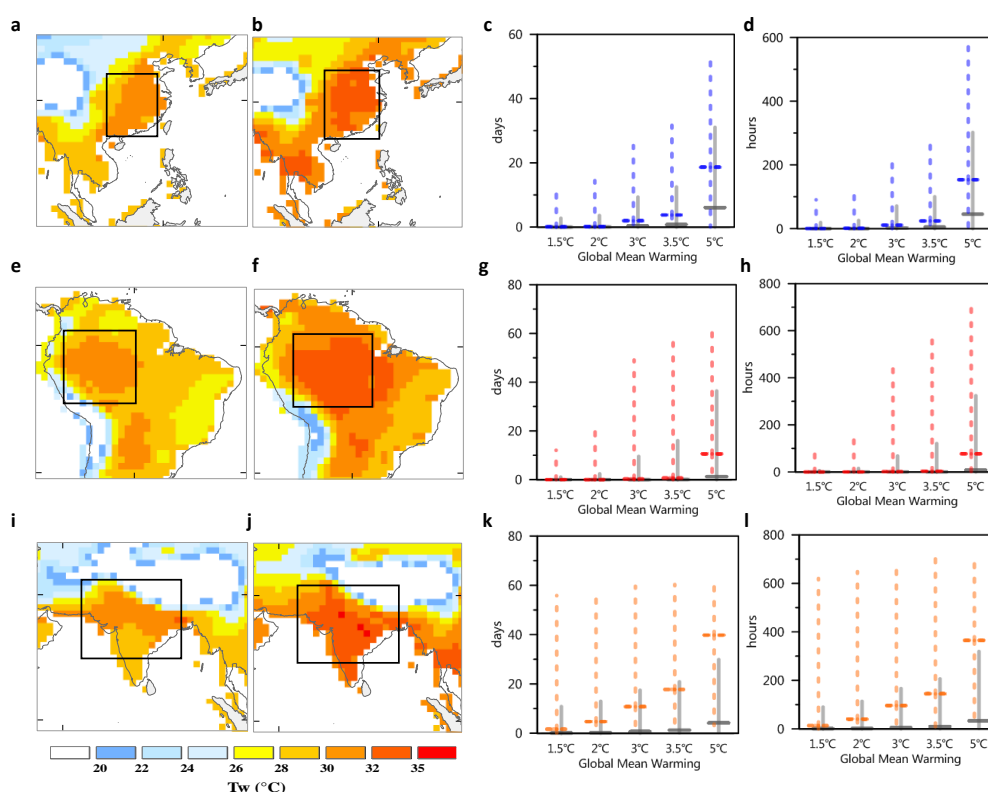 a
b
c
d
60
40
20
0
days
1.5℃ 2℃ 3℃ 3.5℃ 5℃
Global Mean Warming
600
400
200
0
hours
1.5℃ 2℃ 3℃ 3.5℃ 5℃
Global Mean Warming
e
f
g
h
80
60
40
20
0
days
1.5℃ 2℃ 3℃ 3.5℃ 5℃
Global Mean Warming
800
600
400
200
0
hours
1.5℃ 2℃ 3℃ 3.5℃ 5℃
Global Mean Warming
i
j
k
l
80
60
40
20
0
days
1.5℃ 2℃ 3℃ 3.5℃ 5℃
Global Mean Warming
800
600
400
200
0
hours
1.5℃ 2℃ 3℃ 3.5℃ 5℃
Global Mean Warming
20 22 24 26 28 30 32 35
Tw (°C)